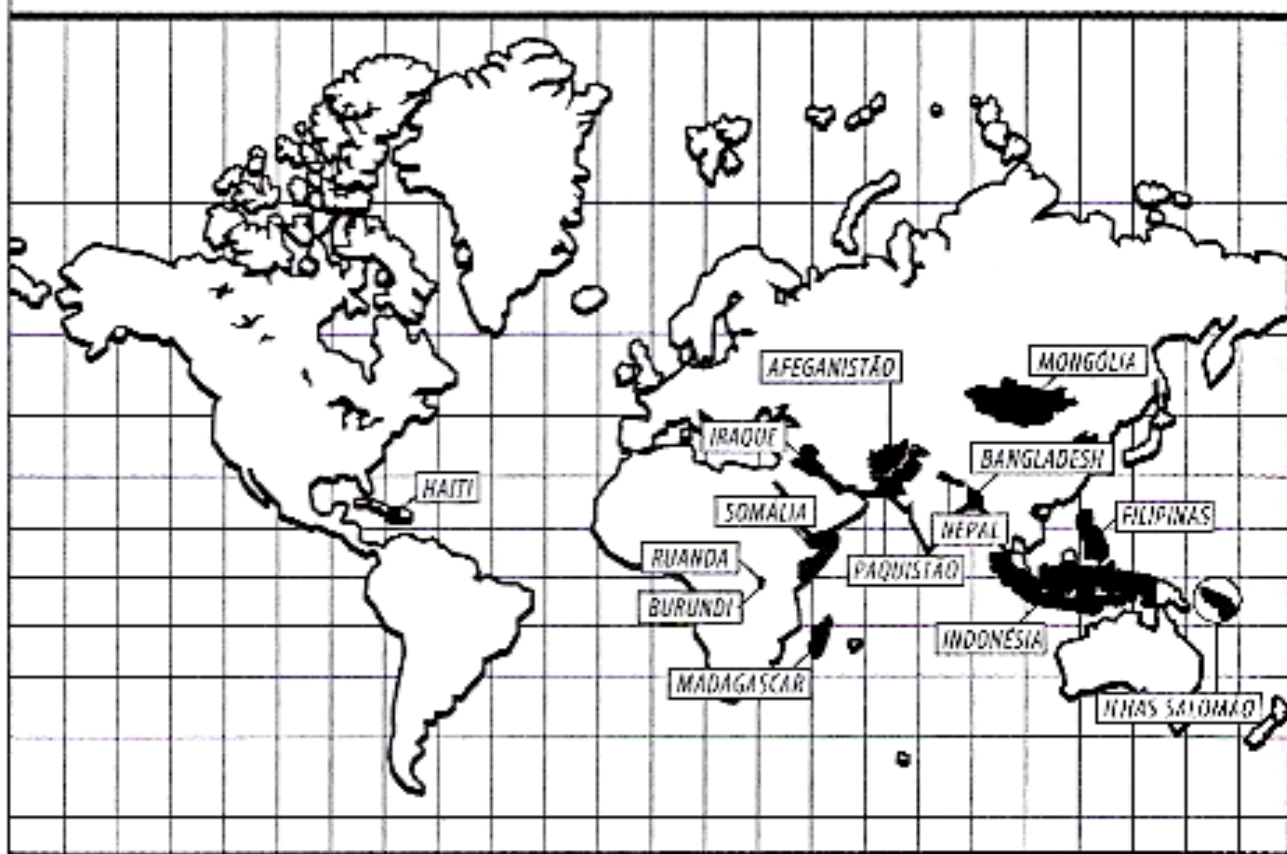 AFEGANISTÃO
MONGÓLIA
IRAQUE
BANGLADESH
HAITI
SOMÁLIA
FILIPINAS
NEPAL
RUANDA
PAQUISTÃO
BURUNDI
INDONÉSIA
MADAGASCAR
ILHAS SALOMÃO